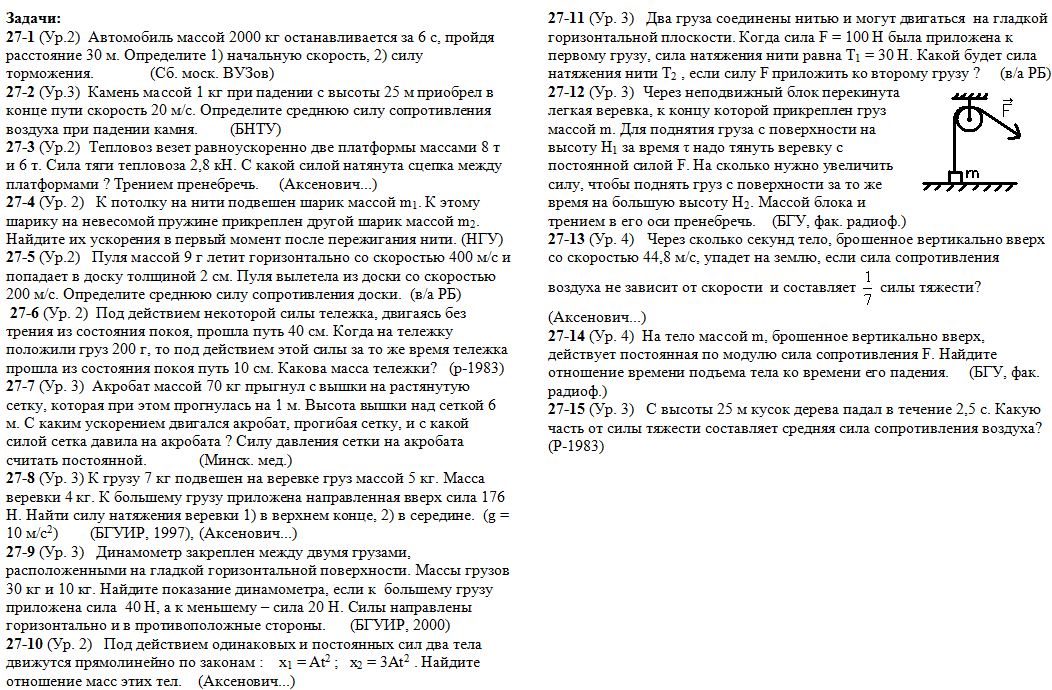 Задачи:
27-1 (Ур.2) Автомобиль массой 2000 кг останавливается за 6 с, пройдя
расстояние 30 м. Определите 1) начальную скорость, 2) силу
торможения. (Сб. моск. ВУЗов)
27-2 (Ур.3) Камень массой 1 кг при падении с высоты 25 м приобрел в
конце пути скорость 20 м/с. Определите среднюю силу сопротивления
воздуха при падении камня. (БНТУ)
27-3 (Ур.2) Тепловоз везет равноускоренно две платформы массами 8 т
и 6 т. Сила тяги тепловоза 2,8 кН. С какой силой натянута сцепка между
платформами ? Трением пренебречь. (Аксенович...)
27-4 (Ур. 2) К потолку на нити подвешен шарик массой m₁. К этому
шарику на невесомой пружине прикреплен другой шарик массой m₂.
Найдите их ускорения в первый момент после пережигания нити. (НГУ)
27-5 (Ур.2) Пуля массой 9 г летит горизонтально со скоростью 400 м/с и
попадает в доску толщиной 2 см. Пуля вылетела из доски со скоростью
200 м/с. Определите среднюю силу сопротивления доски. (в/а РБ)
27-6 (Ур. 2) Под действием некоторой силы тележка, двигаясь без
трения из состояния покоя, прошла путь 40 см. Когда на тележку
положили груз 200 г, то под действием этой силы за то же время тележка
прошла из состояния покоя путь 10 см. Какова масса тележки? (р-1983)
27-7 (Ур. 3) Акробат массой 70 кг прыгнул с вышки на растянутую
сетку, которая при этом прогнулась на 1 м. Высота вышки над сеткой 6
м. С каким ускорением двигался акробат, прогибая сетку, и с какой
силой сетка давила на акробата ? Силу давления сетки на акробата
считать постоянной. (Минск. мед.)
27-8 (Ур. 3) К грузу 7 кг подвешен на веревке груз массой 5 кг. Масса
веревки 4 кг. К большему грузу приложена направленная вверх сила 176
Н. Найти силу натяжения веревки 1) в верхнем конце, 2) в середине. (g =
10 м/с²) (БГУИР, 1997), (Аксенович...)
27-9 (Ур. 3) Динамометр закреплен между двумя грузами,
расположенными на гладкой горизонтальной поверхности. Массы грузов
30 кг и 10 кг. Найдите показание динамометра, если к большему грузу
приложена сила 40 Н, а к меньшему – сила 20 Н. Силы направлены
горизонтально и в противоположные стороны. (БГУИР, 2000)
27-10 (Ур. 2) Под действием одинаковых и постоянных сил два тела
движутся прямолинейно по законам : x₁ = At² ; x₂ = 3At² . Найдите
отношение масс этих тел. (Аксенович...)
27-11 (Ур. 3) Два груза соединены нитью и могут двигаться на гладкой
горизонтальной плоскости. Когда сила F = 100 Н была приложена к
первому грузу, сила натяжения нити равна T₁ = 30 Н. Какой будет сила
натяжения нити T₂ , если силу F приложить ко второму грузу ? (в/а РБ)
27-12 (Ур. 3) Через неподвижный блок перекинута
легкая веревка, к концу которой прикреплен груз
массой m. Для поднятия груза с поверхности на
высоту H₁ за время τ надо тянуть веревку с
постоянной силой F. На сколько нужно увеличить
силу, чтобы поднять груз с поверхности за то же
время на большую высоту H₂. Массой блока и
трением в его оси пренебречь. (БГУ, фак. радиоф.)
F
m
27-13 (Ур. 4) Через сколько секунд тело, брошенное вертикально вверх
со скоростью 44,8 м/с, упадет на землю, если сила сопротивления
воздуха не зависит от скорости и составляет 1/7 силы тяжести?
(Аксенович...)
27-14 (Ур. 4) На тело массой m, брошенное вертикально вверх,
действует постоянная по модулю сила сопротивления F. Найдите
отношение времени подъема тела ко времени его падения. (БГУ, фак.
радиоф.)
27-15 (Ур. 3) С высоты 25 м кусок дерева падал в течение 2,5 с. Какую
часть от силы тяжести составляет средняя сила сопротивления воздуха?
(Р-1983)